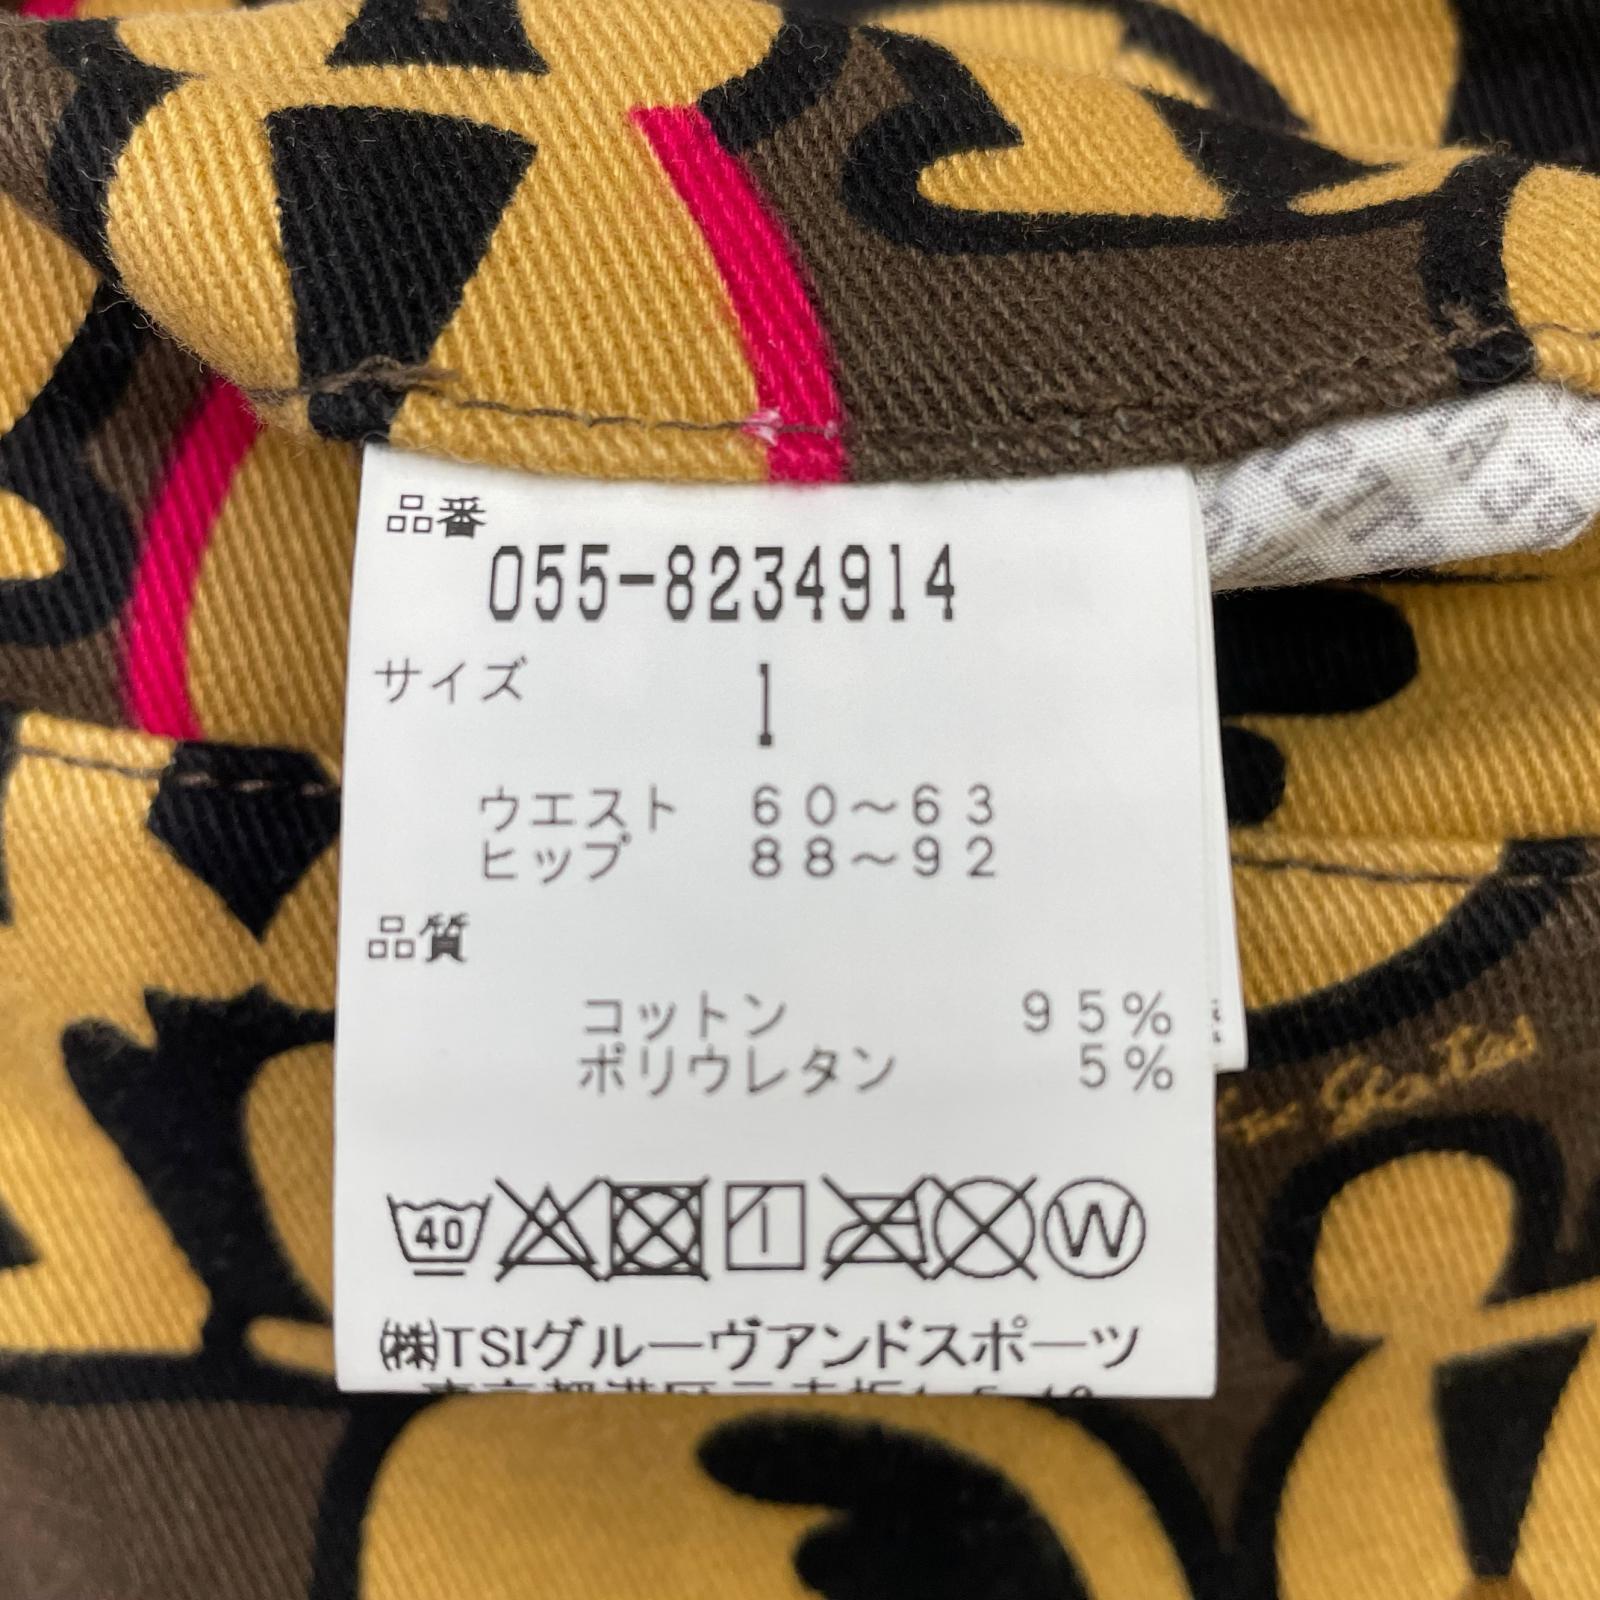 品番
055-8234914
サイズ 1
ウエスト 60〜63
ヒップ 88〜92
品質
コットン 95%
ポリウレタン 5%
40
W
㈱TSIグルーヴアンドスポーツ